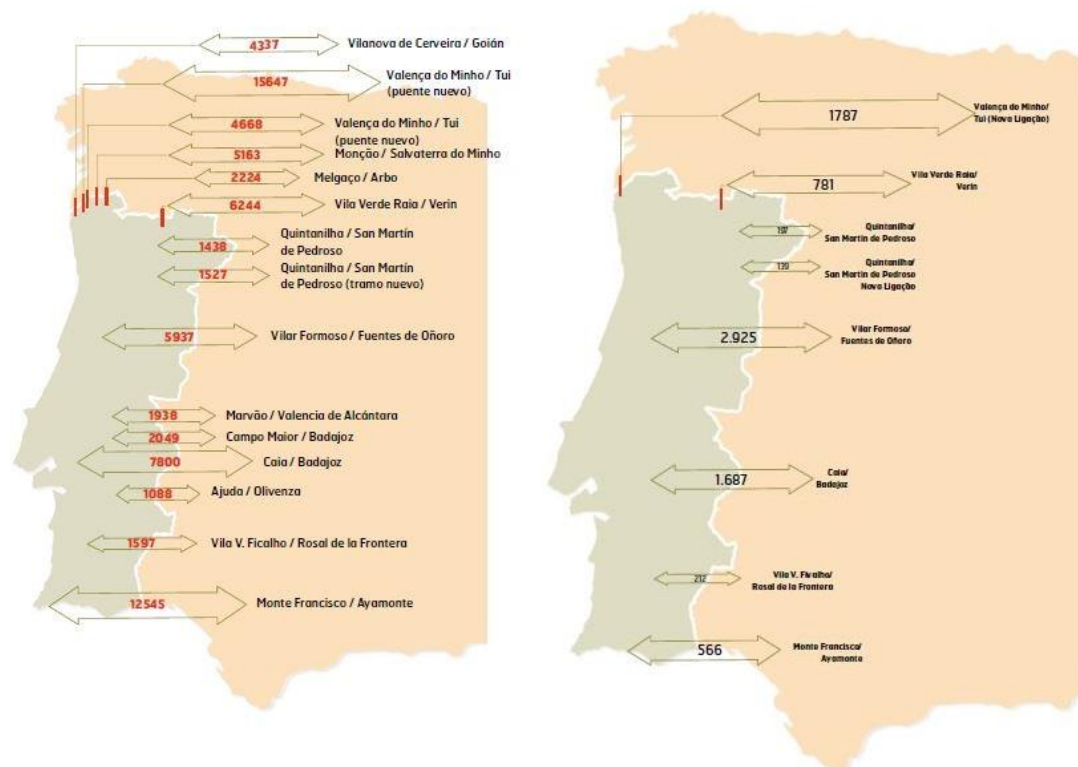 4337
Vilanova de Cerveira / Goián
15647
Valença do Minho / Tui
(puente nuevo)
4668
Valença do Minho / Tui
(puente nuevo)
5163
Monção / Salvaterra do Minho
2224
Melgaço / Arbo
6244
Vila Verde Raia / Verin
1438
Quintanilha / San Martín
de Pedroso
1527
Quintanilha / San Martín
de Pedroso (tramo nuevo)
5937
Vilar Formoso / Fuentes de Oñoro
1938
Marvão / Valencia de Alcántara
2049
Campo Maior / Badajoz
7800
Caia / Badajoz
1088
Ajuda / Olivenza
1597
Vila V. Ficalho / Rosal de la Frontera
12545
Monte Francisco / Ayamonte
1787
Valença do Minho/
Tui (Nova Ligação)
781
Vila Verde Raia/
Verin
197
Quintanilha/
San Martin de Pedroso
Quintanilha/
San Martin de Pedroso
Nova Ligação
2.925
Vilar Formoso/
Fuentes de Oñoro
1.687
Caia/
Badajoz
212
Vila V. Fivalho/
Rosal de la Frontera
566
Monte Francisco/
Ayamonte